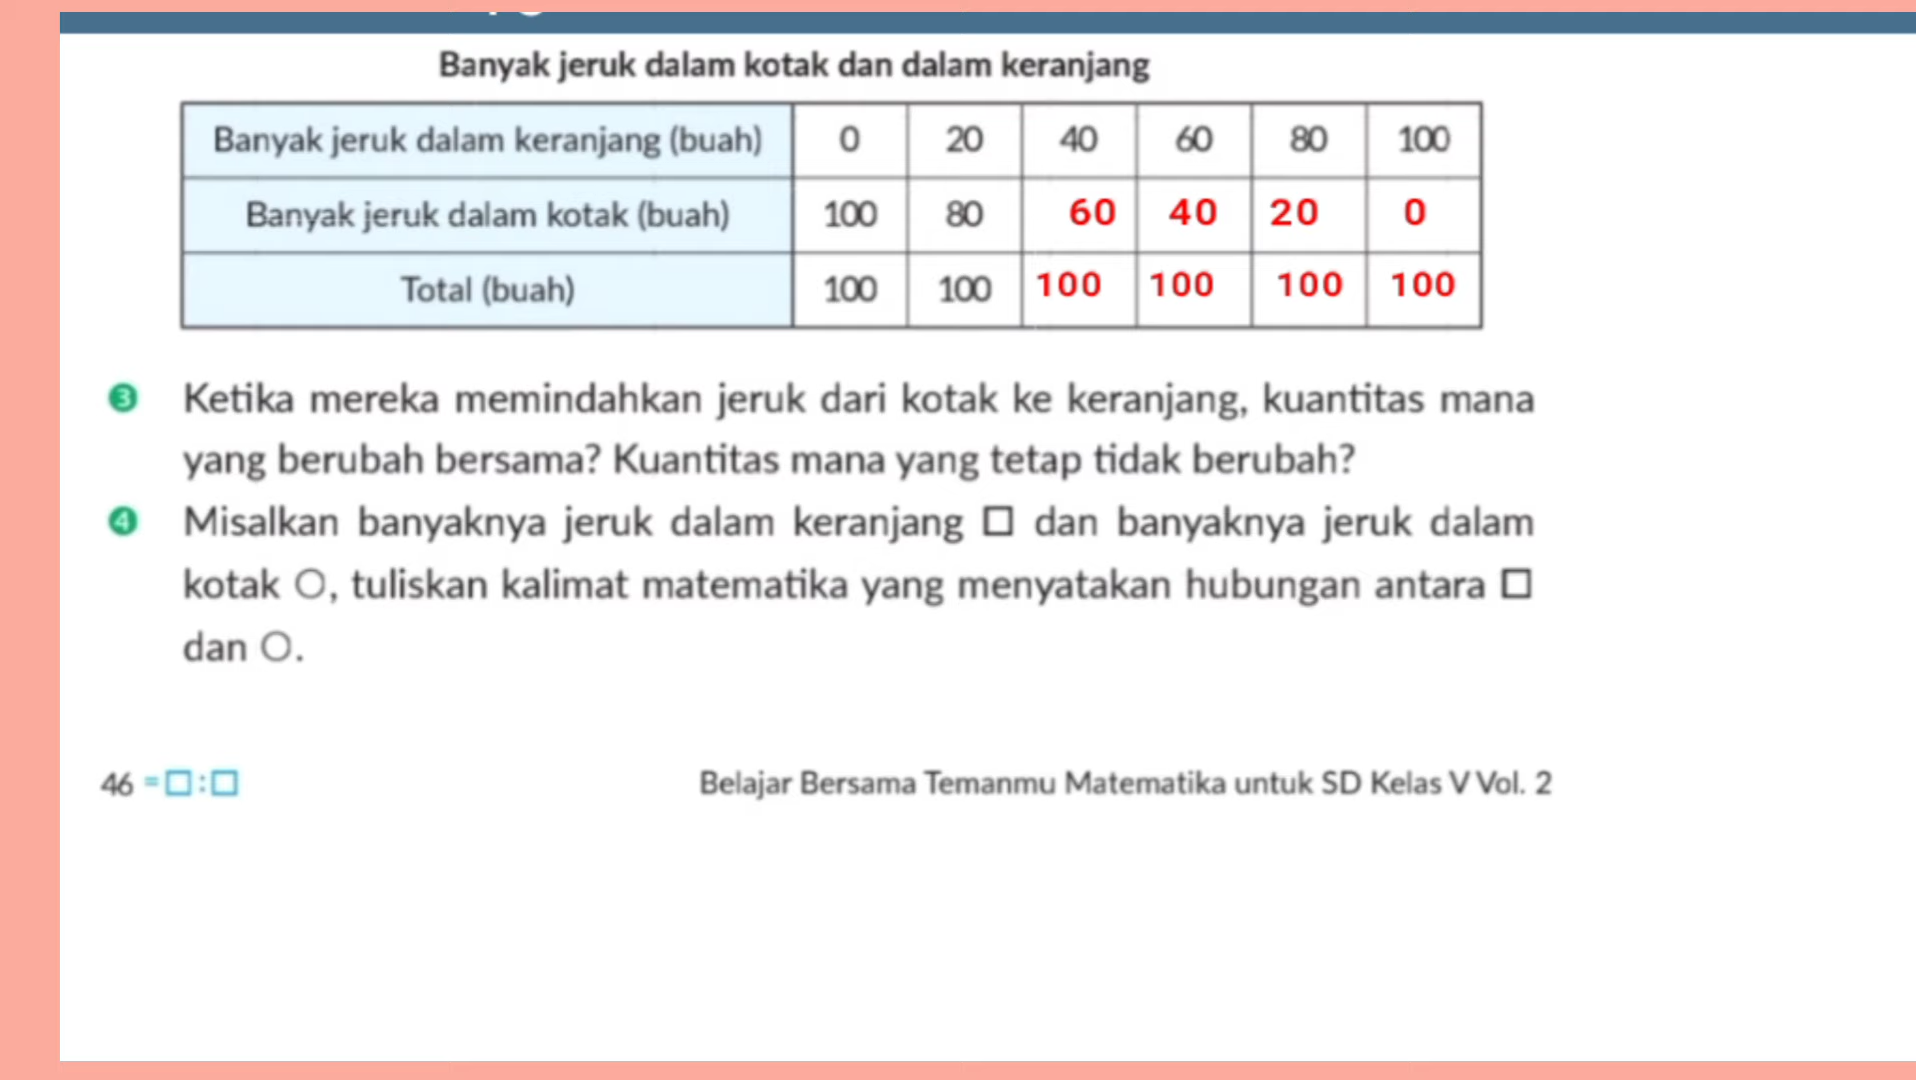 Banyak jeruk dalam kotak dan dalam keranjang
Banyak jeruk dalam keranjang (buah) 0 20 40 60 80 100
Banyak jeruk dalam kotak (buah) 100 80 60 40 20 0
Total (buah) 100 100 100 100 100 100
3 Ketika mereka memindahkan jeruk dari kotak ke keranjang, kuantitas mana
yang berubah bersama? Kuantitas mana yang tetap tidak berubah?
4 Misalkan banyaknya jeruk dalam keranjang □ dan banyaknya jeruk dalam
kotak ○, tuliskan kalimat matematika yang menyatakan hubungan antara □
dan ○.
46 = □ : □ Belajar Bersama Temanmu Matematika untuk SD Kelas V Vol. 2